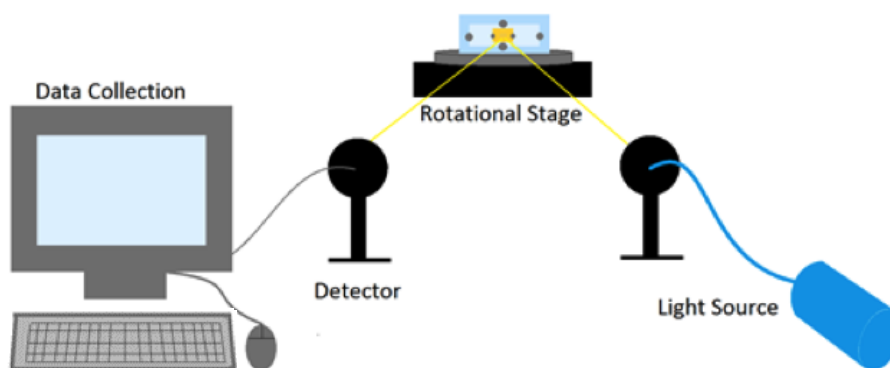 Data Collection
Rotational Stage
Detector
Light Source